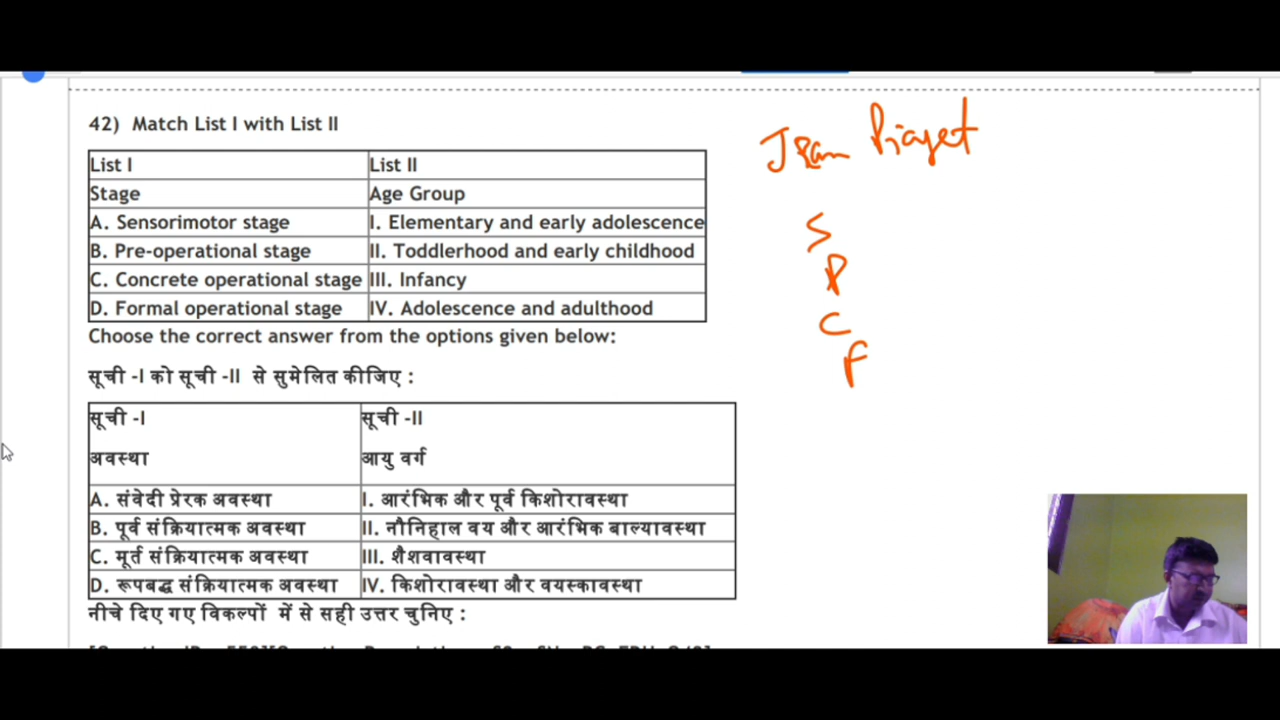 42) Match List I with List II
List I List II
Stage Age Group
A. Sensorimotor stage I. Elementary and early adolescence
B. Pre-operational stage II. Toddlerhood and early childhood
C. Concrete operational stage III. Infancy
D. Formal operational stage IV. Adolescence and adulthood
Choose the correct answer from the options given below:
सूची -I को सूची -II से सुमेलित कीजिए :
सूची -I सूची -II
अवस्था आयु वर्ग
A. संवेदी प्रेरक अवस्था I. आरंभिक और पूर्व किशोरावस्था
B. पूर्व संक्रियात्मक अवस्था II. नौनिहाल वय और आरंभिक बाल्यावस्था
C. मूर्त संक्रियात्मक अवस्था III. शैशवावस्था
D. रूपबद्ध संक्रियात्मक अवस्था IV. किशोरावस्था और वयस्कावस्था
नीचे दिए गए विकल्पों में से सही उत्तर चुनिए :
Jean Piaget
S
P
C
F